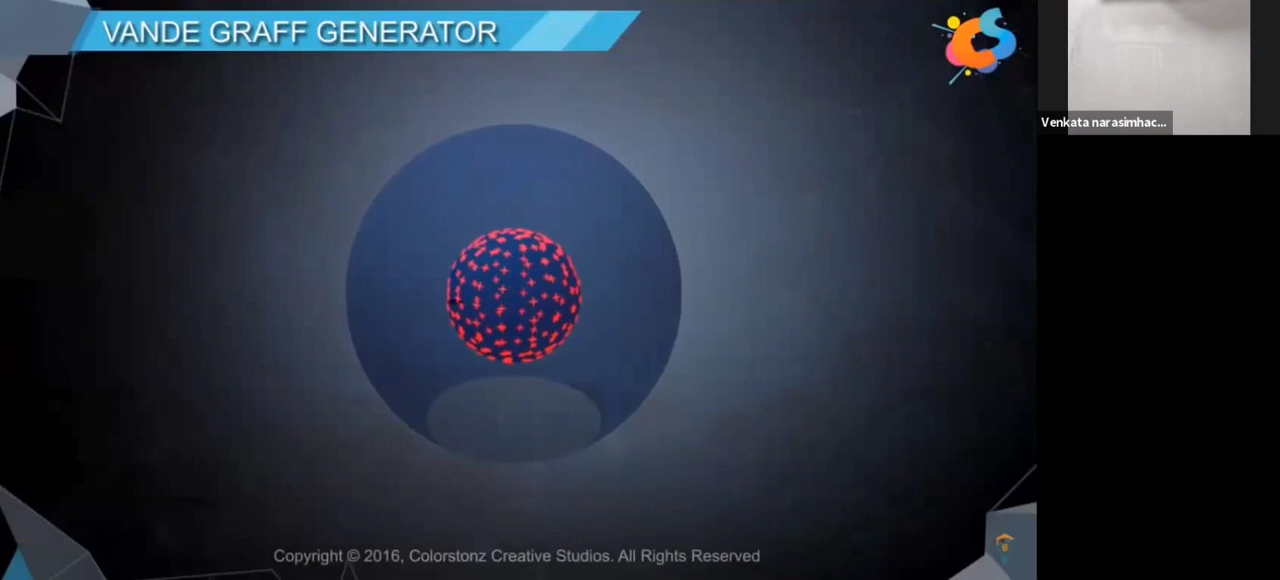 VANDE GRAFF GENERATOR
Venkata narasimhac...
Copyright © 2016, Colorstonz Creative Studios. All Rights Reserved